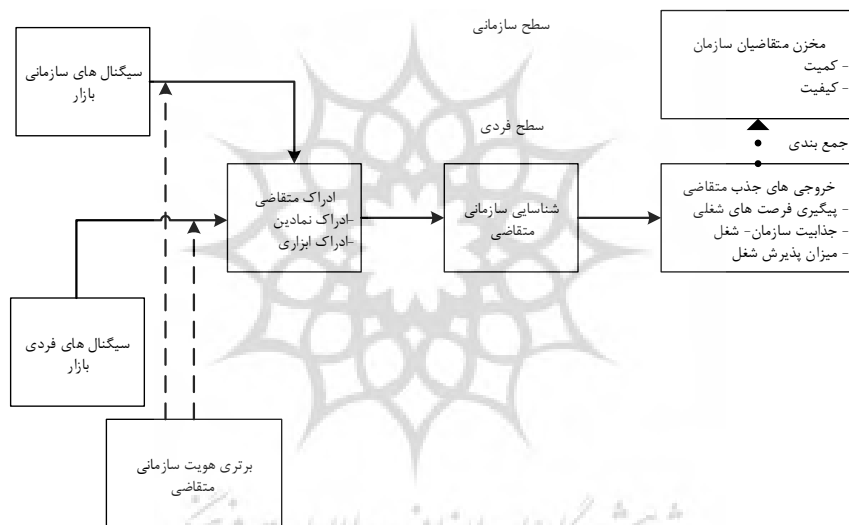 سطح سازمانی
مخزن متقاضیان سازمان
- کمیت
- کیفیت
سیگنال های سازمانی
بازار
سطح فردی
جمع بندی
ادراک متقاضی
-ادراک نمادین
-ادراک ابزاری
شناسایی سازمانی
متقاضی
خروجی های جذب متقاضی
- پیگیری فرصت های شغلی
- جذابیت سازمان- شغل
- میزان پذیرش شغل
سیگنال های فردی
بازار
برتری هویت سازمانی
متقاضی